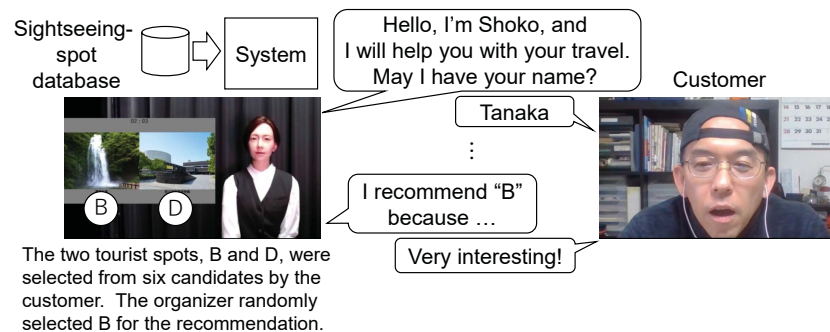 Sightseeing-
spot
database
System
Hello, I'm Shoko, and
I will help you with your travel.
May I have your name?
Customer
Tanaka
⋮
02:03
B
D
I recommend "B"
because …
Very interesting!
The two tourist spots, B and D, were
selected from six candidates by the
customer. The organizer randomly
selected B for the recommendation.